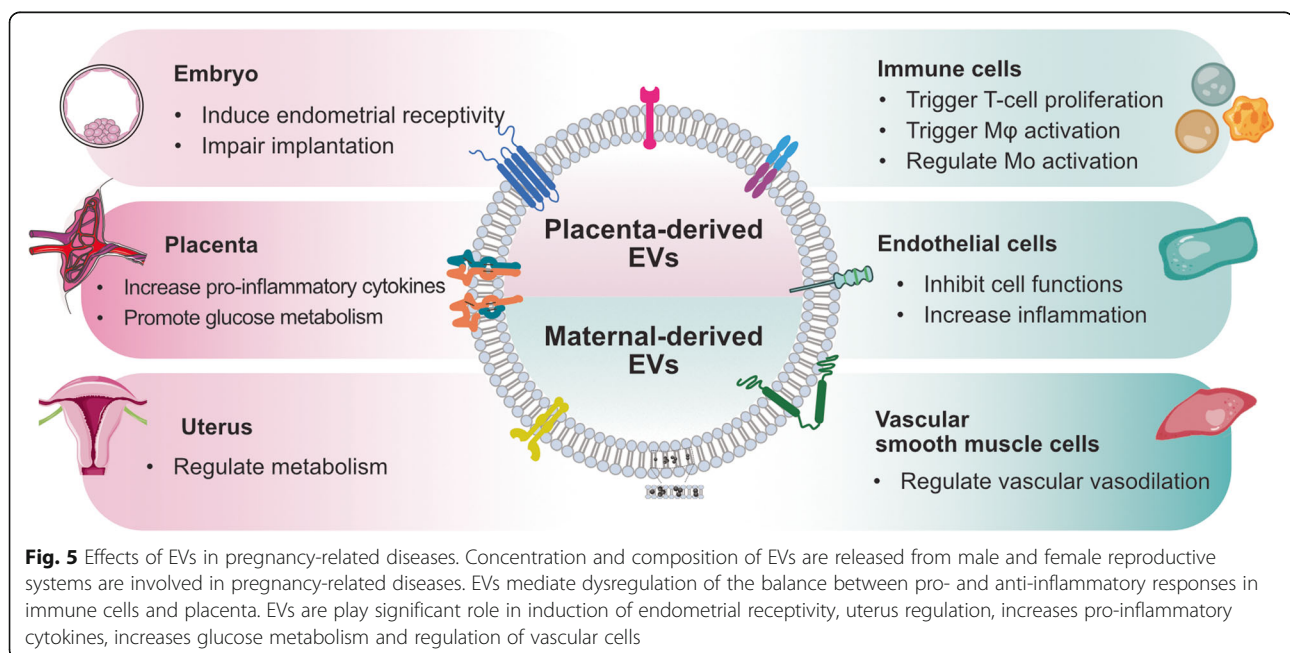 Embryo
• Induce endometrial receptivity
• Impair implantation
Placenta
• Increase pro-inflammatory cytokines
• Promote glucose metabolism
Uterus
• Regulate metabolism
Placenta-derived
EVs
Maternal-derived
EVs
Immune cells
• Trigger T-cell proliferation
• Trigger Mφ activation
• Regulate Mo activation
Endothelial cells
• Inhibit cell functions
• Increase inflammation
Vascular
smooth muscle cells
• Regulate vascular vasodilation
Fig. 5 Effects of EVs in pregnancy-related diseases. Concentration and composition of EVs are released from male and female reproductive
systems are involved in pregnancy-related diseases. EVs mediate dysregulation of the balance between pro- and anti-inflammatory responses in
immune cells and placenta. EVs are play significant role in induction of endometrial receptivity, uterus regulation, increases pro-inflammatory
cytokines, increases glucose metabolism and regulation of vascular cells